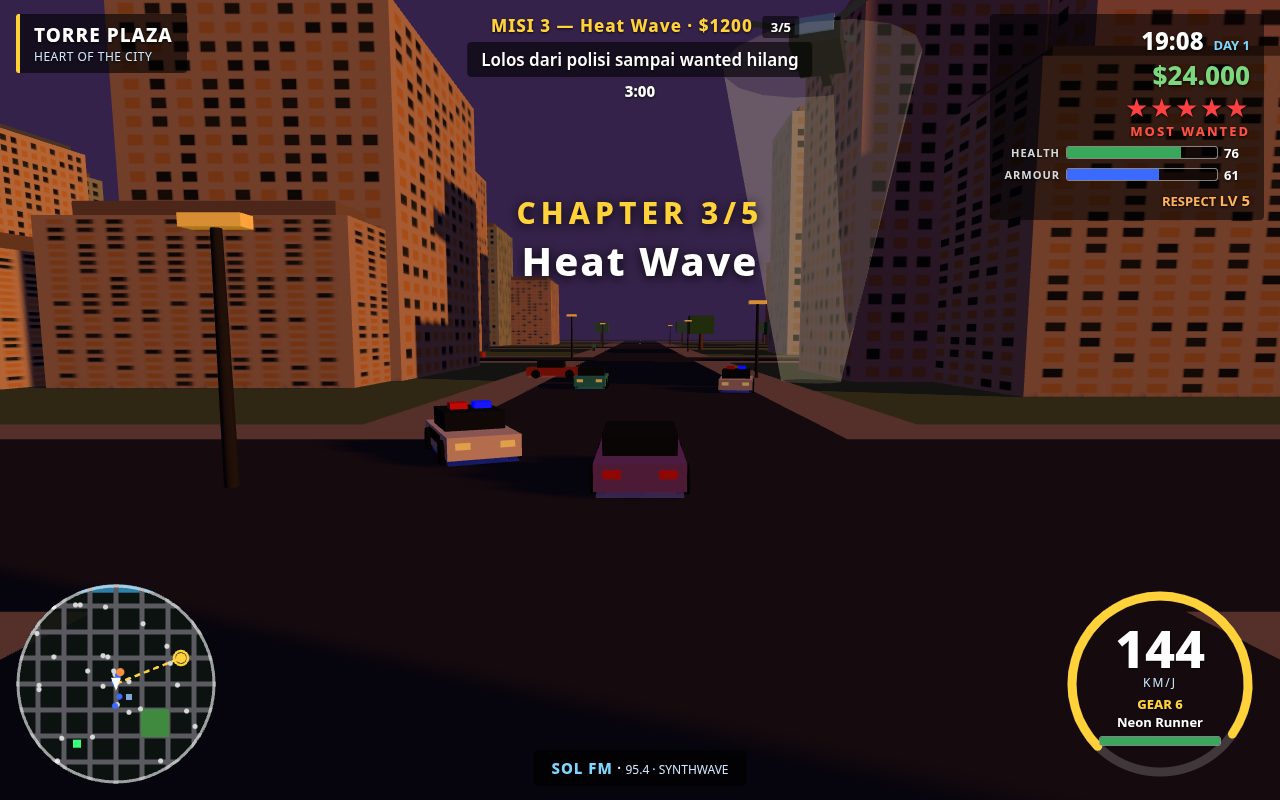 TORRE PLAZA
HEART OF THE CITY
MISI 3 — Heat Wave · $1200 3/5
Lolos dari polisi sampai wanted hilang
3:00
19:08 DAY 1
$24.000
★★★★★
MOST WANTED
HEALTH 76
ARMOUR 61
RESPECT LV 5
CHAPTER 3/5
Heat Wave
144
KM/J
GEAR 6
Neon Runner
SOL FM · 95.4 · SYNTHWAVE